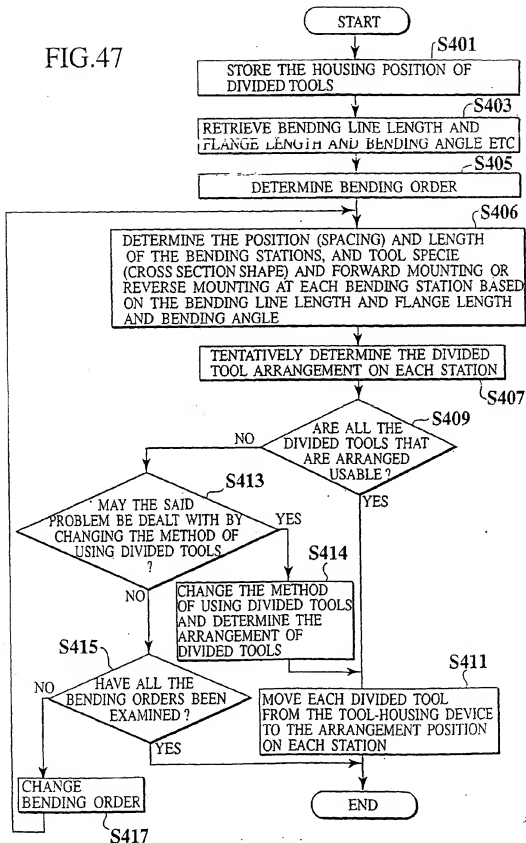 FIG.47
START
S401
STORE THE HOUSING POSITION OF
DIVIDED TOOLS
S403
RETRIEVE BENDING LINE LENGTH AND
FLANGE LENGTH AND BENDING ANGLE ETC
S405
DETERMINE BENDING ORDER
S406
DETERMINE THE POSITION (SPACING) AND LENGTH
OF THE BENDING STATIONS, AND TOOL SPECIE
(CROSS SECTION SHAPE) AND FORWARD MOUNTING OR
REVERSE MOUNTING AT EACH BENDING STATION BASED
ON THE BENDING LINE LENGTH AND FLANGE LENGTH
AND BENDING ANGLE
TENTATIVELY DETERMINE THE DIVIDED
TOOL ARRANGEMENT ON EACH STATION
S407
S409
ARE ALL THE
DIVIDED TOOLS THAT
ARE ARRANGED
USABLE?
NO
YES
S413
MAY THE SAID
PROBLEM BE DEALT WITH BY
CHANGING THE METHOD OF
USING DIVIDED TOOLS
?
YES
NO
S414
CHANGE THE METHOD
OF USING DIVIDED TOOLS
AND DETERMINE THE
ARRANGEMENT OF
DIVIDED TOOLS
S415
HAVE ALL THE
BENDING ORDERS BEEN
EXAMINED?
NO
YES
S411
MOVE EACH DIVIDED TOOL
FROM THE TOOL-HOUSING DEVICE
TO THE ARRANGEMENT POSITION
ON EACH STATION
CHANGE
BENDING ORDER
S417
END